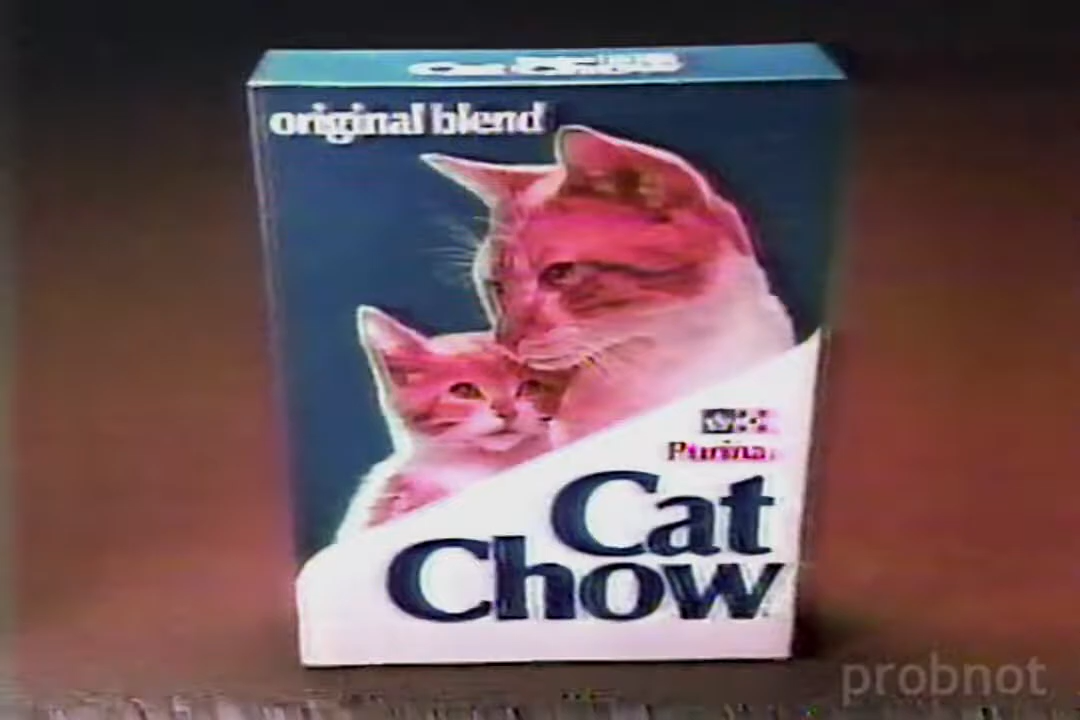 Cat Chow
original blend
Purina
Cat
Chow
probnot